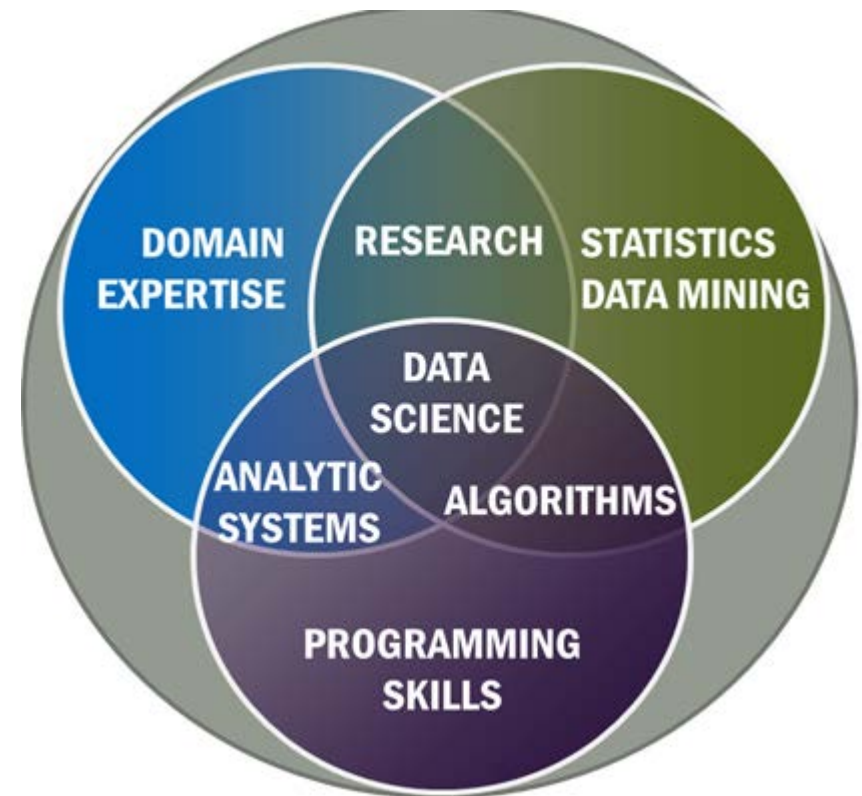 DOMAIN
EXPERTISE
RESEARCH
STATISTICS
DATA MINING
DATA
SCIENCE
ANALYTIC
SYSTEMS
ALGORITHMS
PROGRAMMING
SKILLS